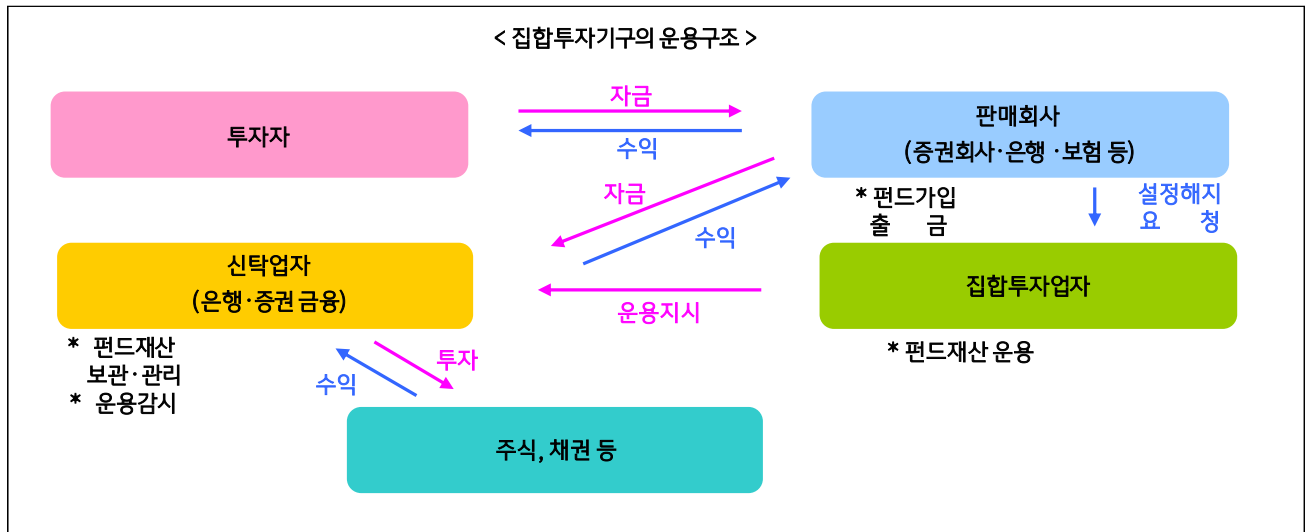 < 집합투자기구의 운용구조 >
투자자
자금
수익
판매회사
(증권회사·은행 ·보험 등)
자금
수익
* 펀드가입
출 금
설정해지
요 청
신탁업자
(은행·증권 금융)
운용지시
집합투자업자
* 펀드재산
보관·관리
* 운용감시
투자
수익
* 펀드재산 운용
주식, 채권 등